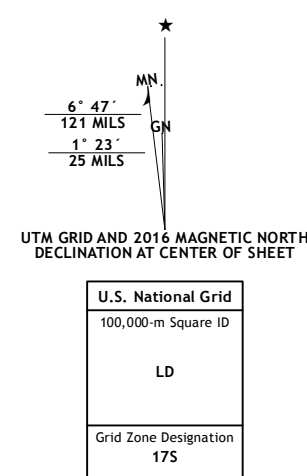 ★
MN
6° 47´
121 MILS
GN
1° 23´
25 MILS
UTM GRID AND 2016 MAGNETIC NORTH
DECLINATION AT CENTER OF SHEET
U.S. National Grid
100,000-m Square ID
LD
Grid Zone Designation
17S